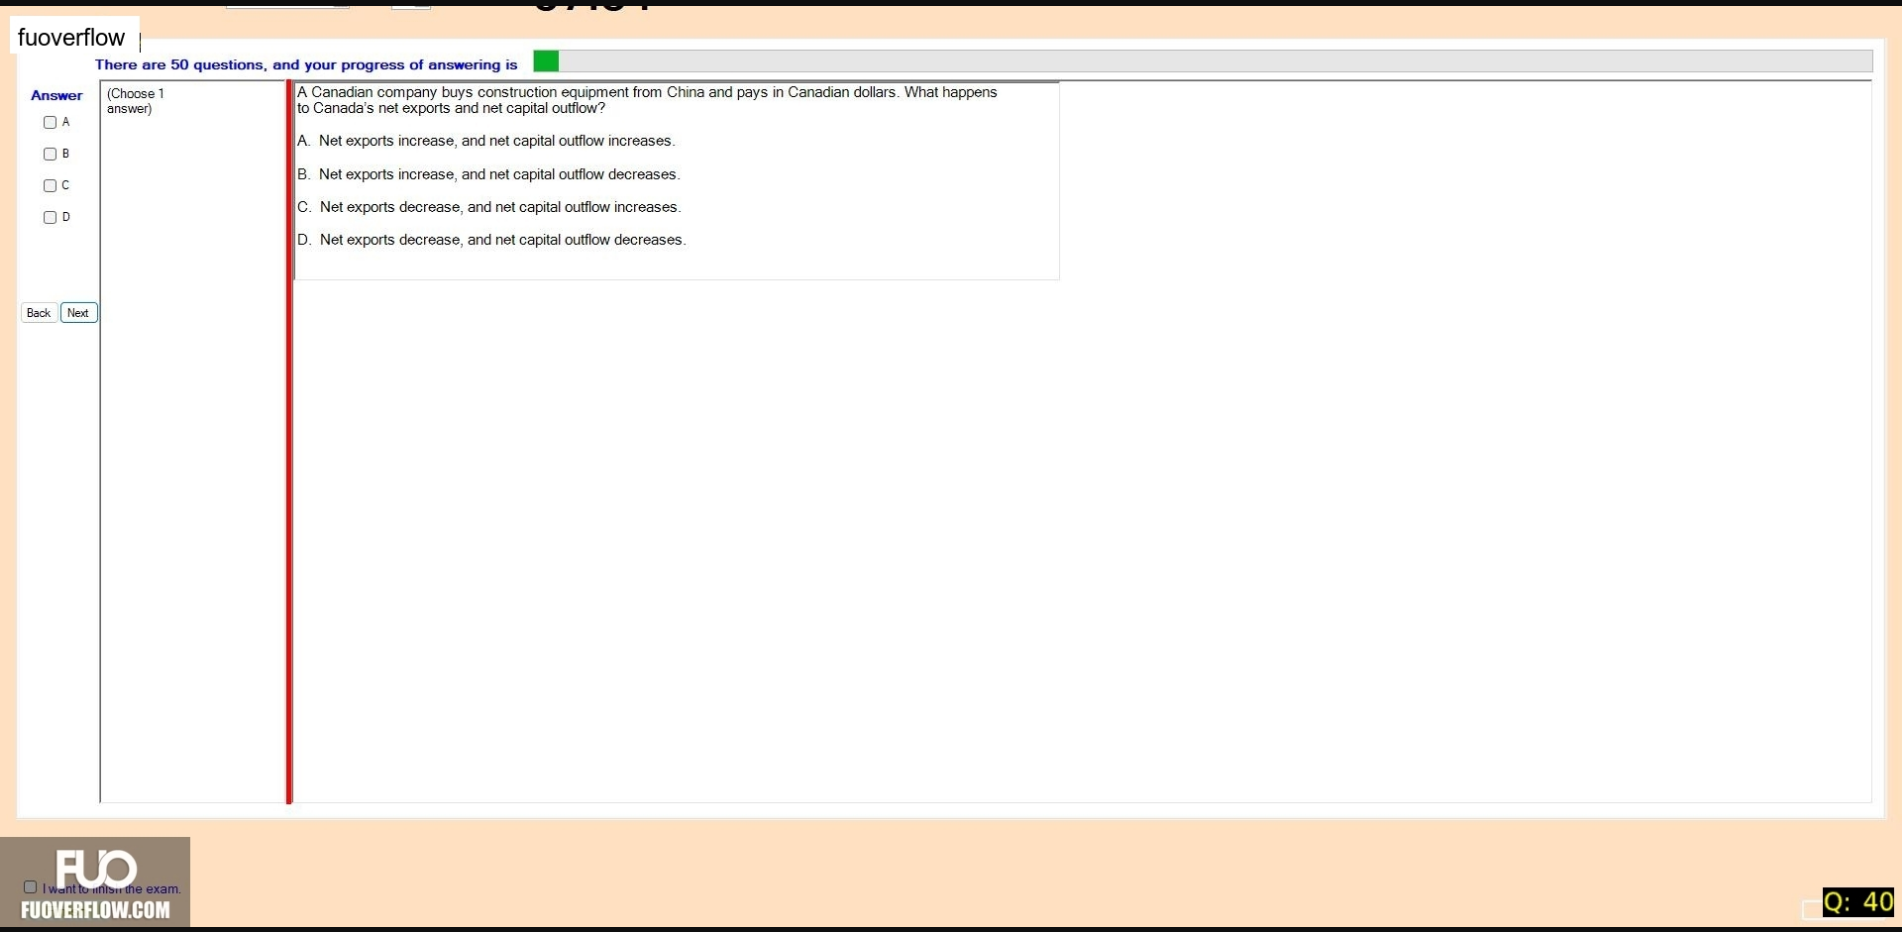 fuoverflow
There are 50 questions, and your progress of answering is
Answer
(Choose 1
answer)
A
B
C
D
Back
Next
A Canadian company buys construction equipment from China and pays in Canadian dollars. What happens
to Canada's net exports and net capital outflow?
A. Net exports increase, and net capital outflow increases.
B. Net exports increase, and net capital outflow decreases.
C. Net exports decrease, and net capital outflow increases.
D. Net exports decrease, and net capital outflow decreases.
FUO
I want to finish the exam.
FUOVERFLOW.COM
Q: 40